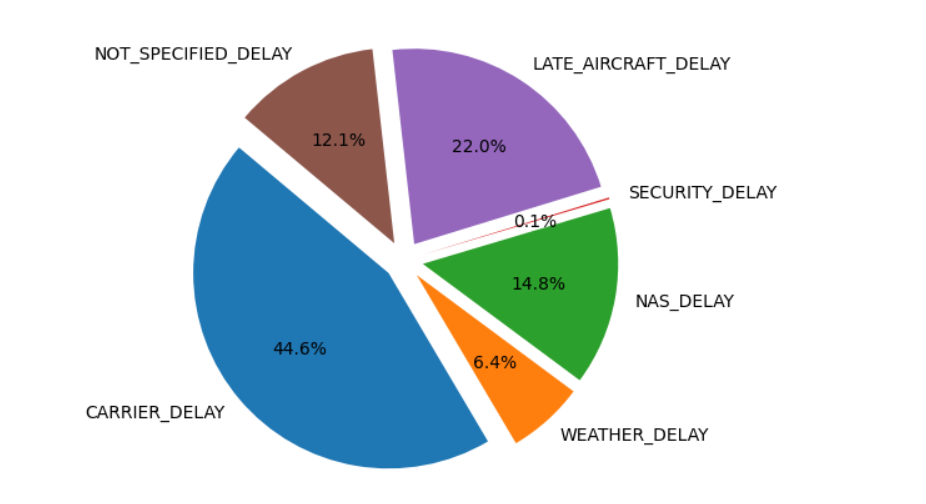 NOT_SPECIFIED_DELAY
LATE_AIRCRAFT_DELAY
12.1%
22.0%
SECURITY_DELAY
0.1%
14.8%
NAS_DELAY
44.6%
6.4%
CARRIER_DELAY
WEATHER_DELAY